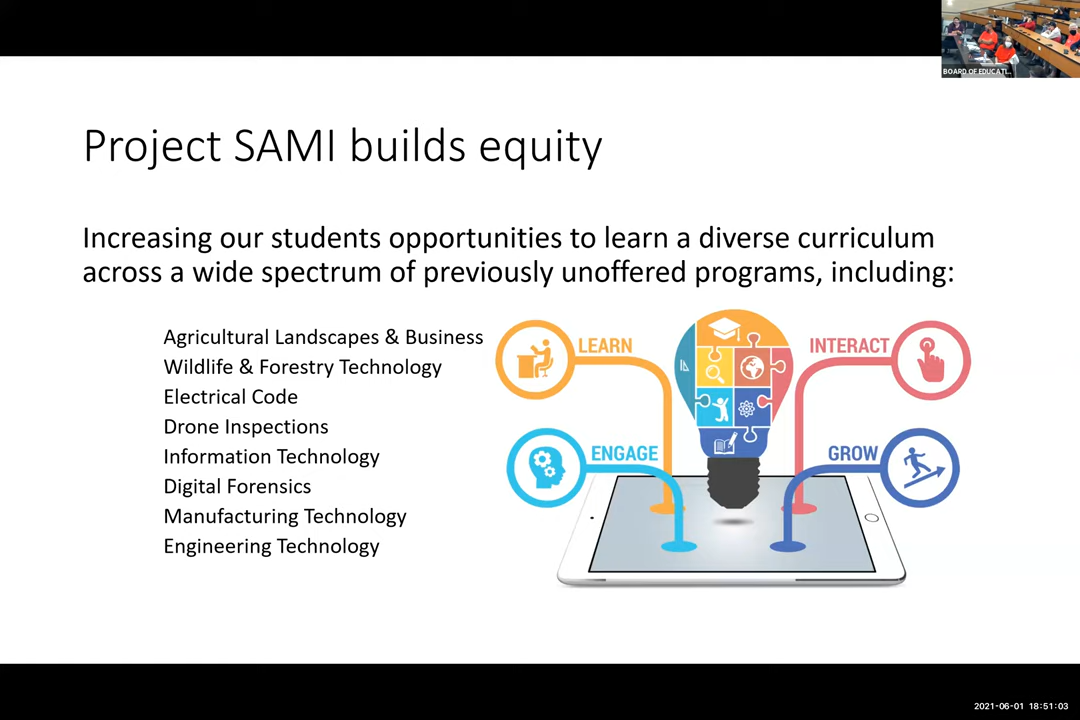 BOARD OF EDUCATI...
Project SAMI builds equity
Increasing our students opportunities to learn a diverse curriculum
across a wide spectrum of previously unoffered programs, including:
Agricultural Landscapes & Business
Wildlife & Forestry Technology
Electrical Code
Drone Inspections
Information Technology
Digital Forensics
Manufacturing Technology
Engineering Technology
LEARN
INTERACT
ENGAGE
GROW
2021-06-01 18:51:03